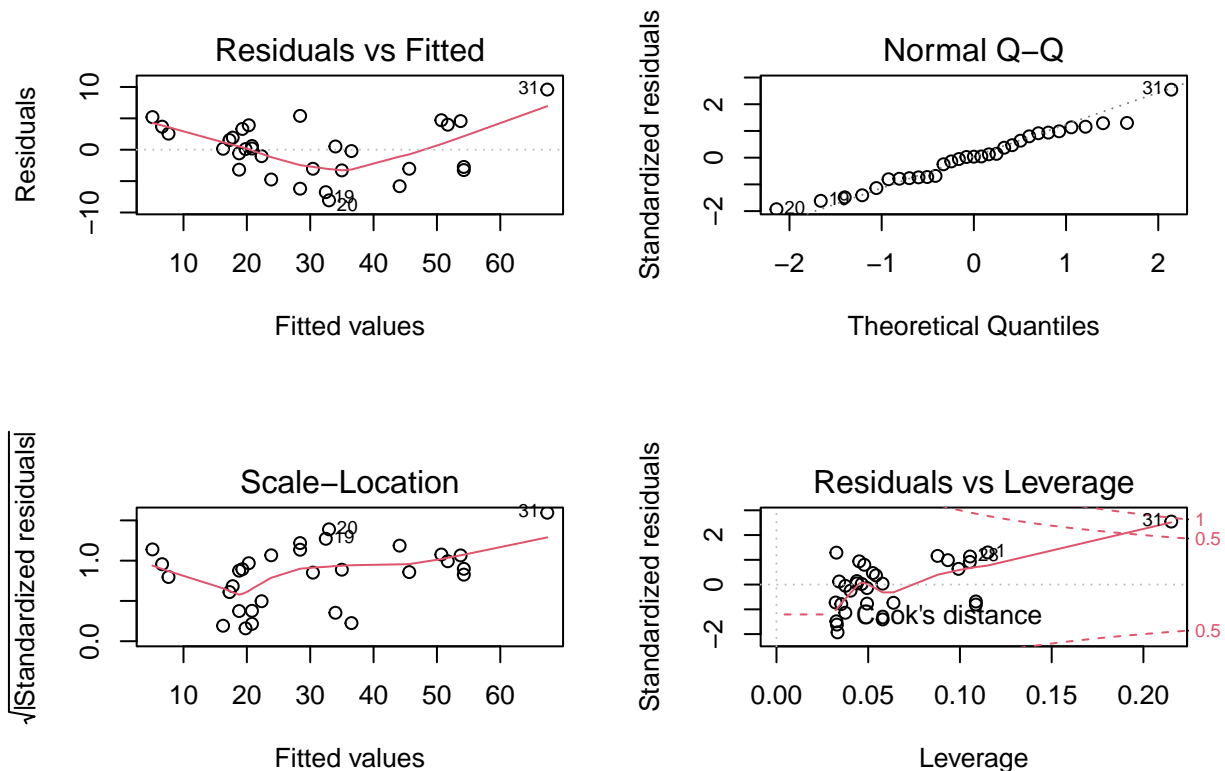 Residuals vs Fitted
Residuals
10
0
−10
31
19
20
10 20 30 40 50 60
Fitted values
Normal Q−Q
Standardized residuals
2
0
−2
31
20
19
−2 −1 0 1 2
Theoretical Quantiles
Scale−Location
√|Standardized residuals|
1.0
0.0
31
20
19
10 20 30 40 50 60
Fitted values
Residuals vs Leverage
Standardized residuals
2
0
−2
31
1
28
1
0.5
0.5
Cook's distance
0.00 0.05 0.10 0.15 0.20
Leverage